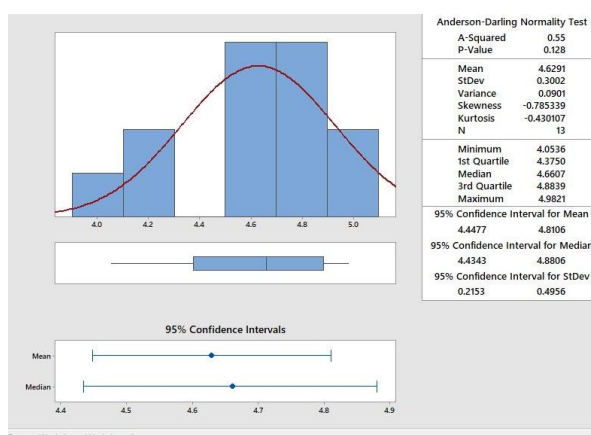 Anderson-Darling Normality Test
A-Squared 0.55
P-Value 0.128
Mean 4.6291
StDev 0.3002
Variance 0.0901
Skewness -0.785339
Kurtosis -0.430107
N 13
Minimum 4.0536
1st Quartile 4.3750
Median 4.6607
3rd Quartile 4.8839
Maximum 4.9821
95% Confidence Interval for Mean
4.4477 4.8106
95% Confidence Interval for Median
4.4343 4.8806
95% Confidence Interval for StDev
0.2153 0.4956
4.0 4.2 4.4 4.6 4.8 5.0
95% Confidence Intervals
Mean
Median
4.4 4.5 4.6 4.7 4.8 4.9